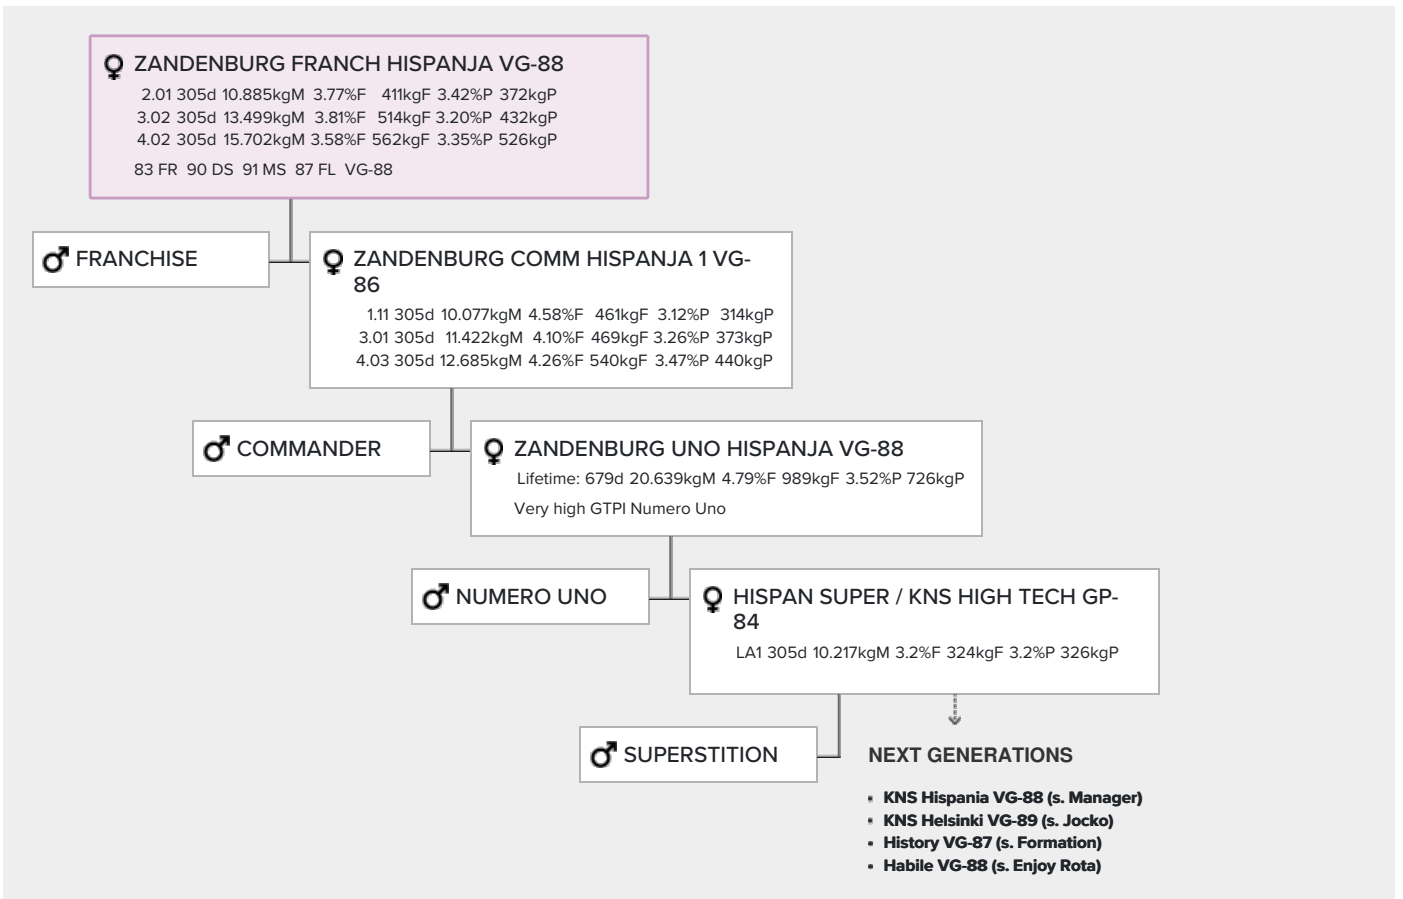 ZANDENBURG FRANCH HISPANJA VG-88
2.01 305d 10.885kgM 3.77%F 411kgF 3.42%P 372kgP
3.02 305d 13.499kgM 3.81%F 514kgF 3.20%P 432kgP
4.02 305d 15.702kgM 3.58%F 562kgF 3.35%P 526kgP
83 FR 90 DS 91 MS 87 FL VG-88
FRANCHISE
ZANDENBURG COMM HISPANJA 1 VG-
86
1.11 305d 10.077kgM 4.58%F 461kgF 3.12%P 314kgP
3.01 305d 11.422kgM 4.10%F 469kgF 3.26%P 373kgP
4.03 305d 12.685kgM 4.26%F 540kgF 3.47%P 440kgP
COMMANDER
ZANDENBURG UNO HISPANJA VG-88
Lifetime: 679d 20.639kgM 4.79%F 989kgF 3.52%P 726kgP
Very high GTPI Numero Uno
NUMERO UNO
HISPAN SUPER / KNS HIGH TECH GP-
84
LA1 305d 10.217kgM 3.2%F 324kgF 3.2%P 326kgP
SUPERSTITION
NEXT GENERATIONS
• KNS Hispania VG-88 (s. Manager)
• KNS Helsinki VG-89 (s. Jocko)
• History VG-87 (s. Formation)
• Habile VG-88 (s. Enjoy Rota)